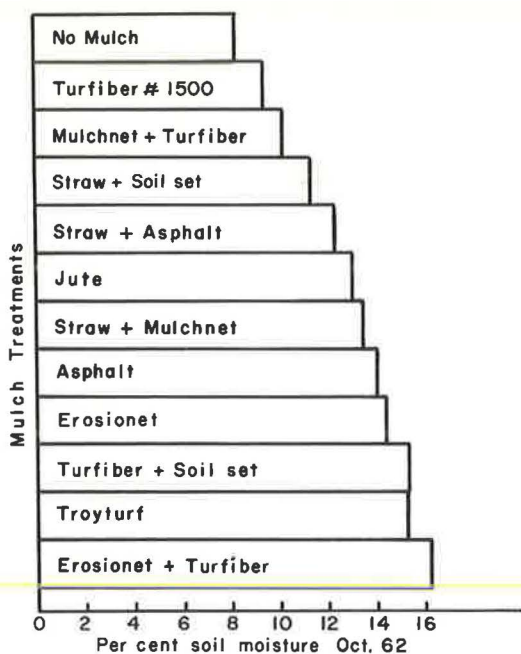 No Mulch
Turfiber # 1500
Mulchnet + Turfiber
Straw + Soil set
Straw + Asphalt
Jute
Straw + Mulchnet
Asphalt
Erosionet
Turfiber + Soil set
Troyturf
Erosionet + Turfiber
Mulch Treatments
0 2 4 6 8 10 12 14 16
Per cent soil moisture Oct. 62